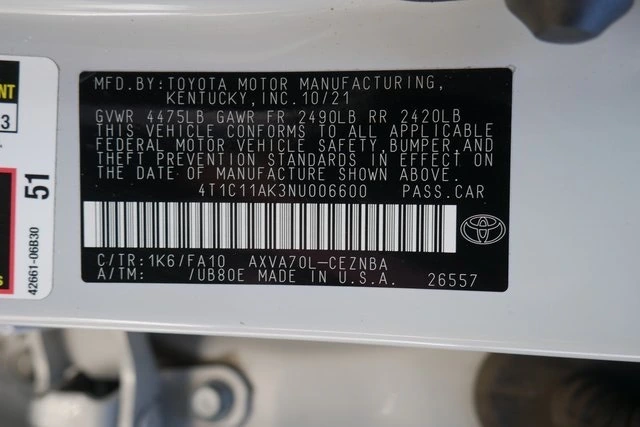 MFD.BY:TOYOTA MOTOR MANUFACTURING,
KENTUCKY,INC.10/21
GVWR 4475LB GAWR FR 2490LB RR 2420LB
THIS VEHICLE CONFORMS TO ALL APPLICABLE
FEDERAL MOTOR VEHICLE SAFETY,BUMPER,AND
THEFT PREVENTION STANDARDS IN EFFECT
THE DATE OF MANUFACTURE SHOWN ABOVE.
4T1C11AK3NU006600 PASS.CAR
C/TR:1K6/FA10 AXVA70L-CEZNBA
A/TM: /UB80E MADE IN U.S.A. 26557
NT
3
51
42661-06B30